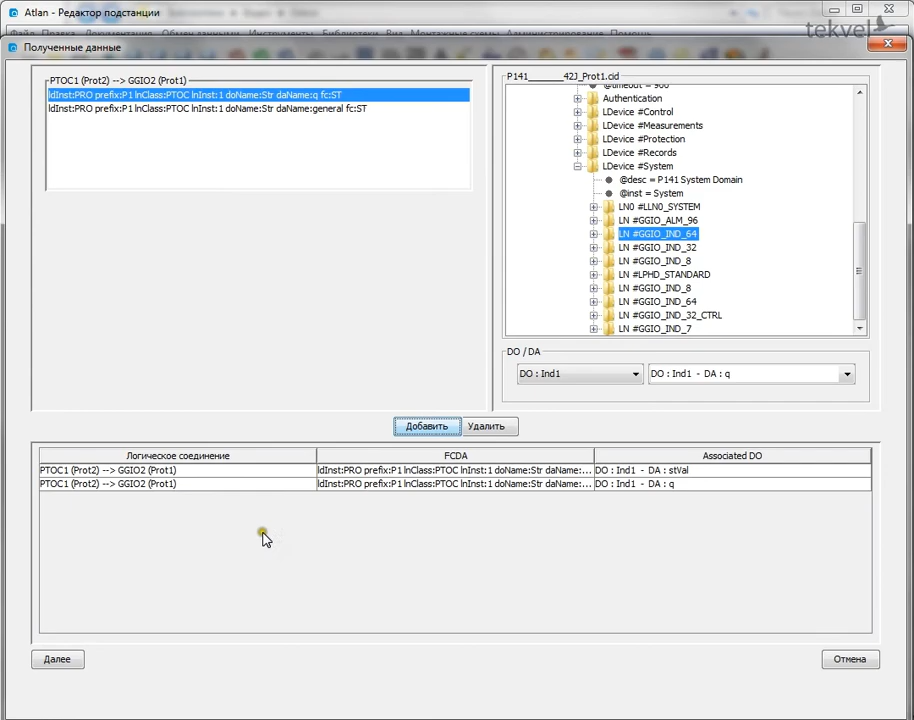 Atlan - Редактор подстанции
tekvel
Полученные данные
PTOC1 (Prot2) --> GGIO2 (Prot1)
ldInst:PRO prefix:P1 lnClass:PTOC lnInst:1 doName:Str daName:q fc:ST
ldInst:PRO prefix:P1 lnClass:PTOC lnInst:1 doName:Str daName:general fc:ST
P141______42J_Prot1.cid
@timeout = 900
Authentication
LDevice #Control
LDevice #Measurements
LDevice #Protection
LDevice #Records
LDevice #System
@desc = P141 System Domain
@inst = System
LN0 #LLN0_SYSTEM
LN #GGIO_ALM_96
LN #GGIO_IND_64
LN #GGIO_IND_32
LN #GGIO_IND_8
LN #LPHD_STANDARD
LN #GGIO_IND_8
LN #GGIO_IND_64
LN #GGIO_IND_32_CTRL
LN #GGIO_IND_7
DO / DA
DO : Ind1 DO : Ind1 - DA : q
Добавить Удалить
Логическое соединение FCDA Associated DO
PTOC1 (Prot2) --> GGIO2 (Prot1) ldInst:PRO prefix:P1 lnClass:PTOC lnInst:1 doName:Str daName:... DO : Ind1 - DA : stVal
PTOC1 (Prot2) --> GGIO2 (Prot1) ldInst:PRO prefix:P1 lnClass:PTOC lnInst:1 doName:Str daName:... DO : Ind1 - DA : q
Далее Отмена